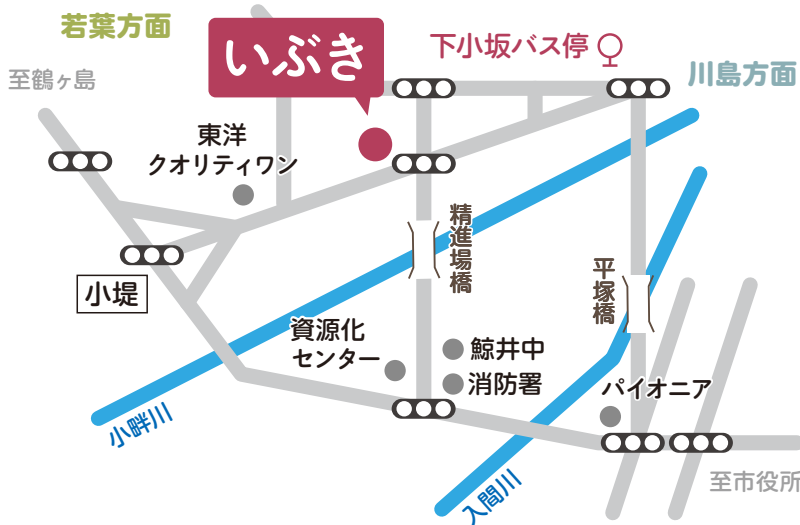 若葉方面
いぶき
下小坂バス停
川島方面
至鶴ヶ島
東洋
クオリティワン
精進場橋
平塚橋
小堤
資源化
センター
鯨井中
消防署
パイオニア
小畔川
入間川
至市役所